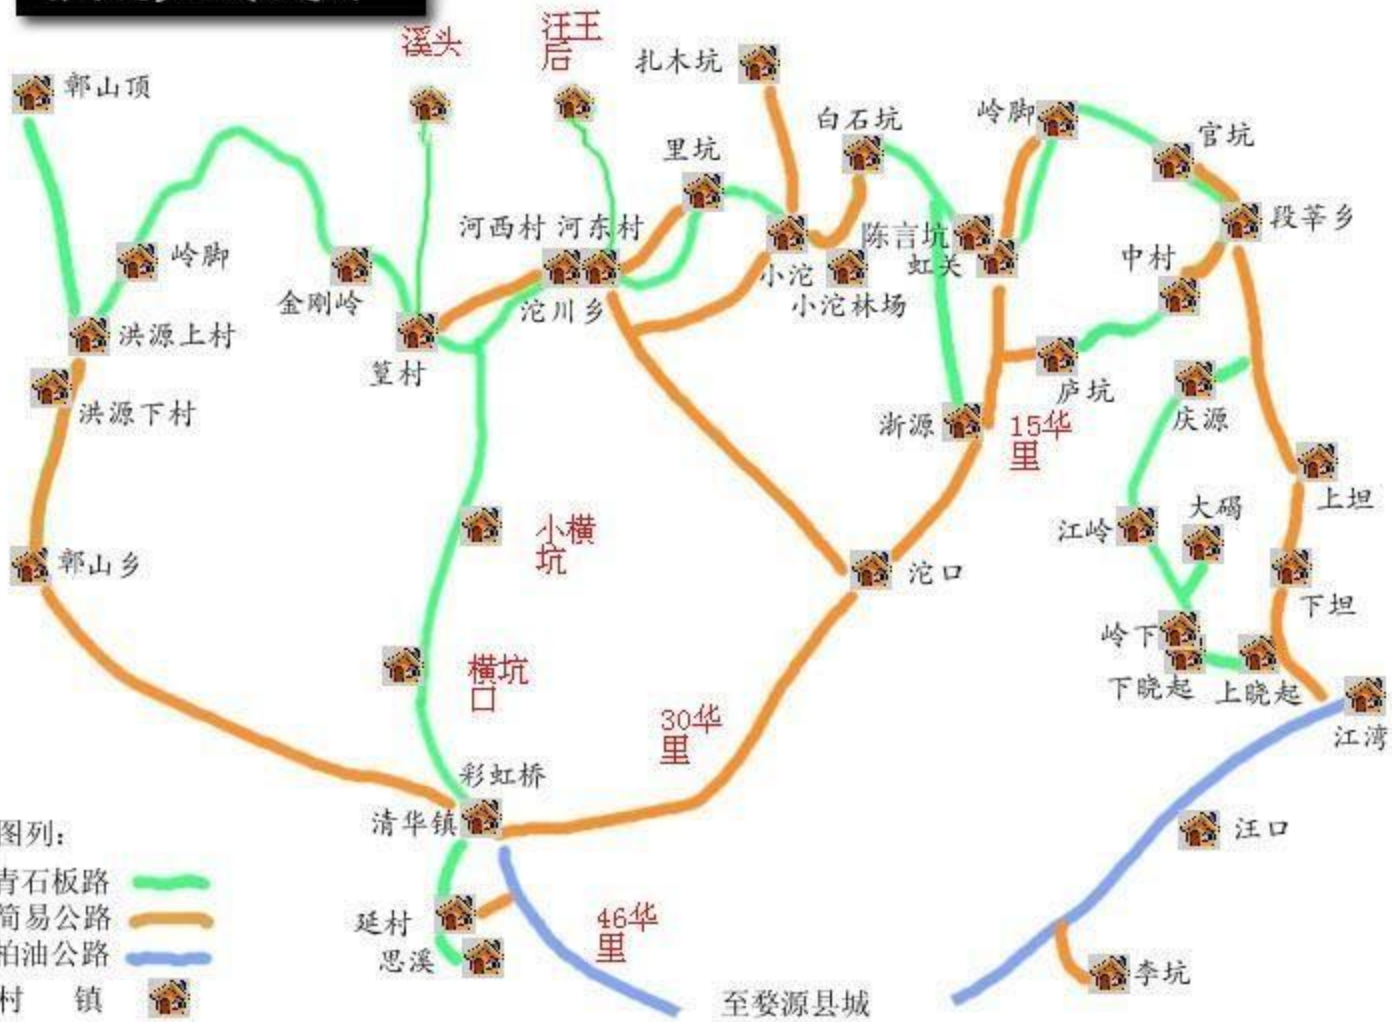 溪头
汪王
后
扎木坑
鄣山顶
白石坑
岭脚
官坑
里坑
段莘乡
河西村 河东村
陈言坑
虹关
中村
岭脚
小沱
金刚岭
沱川乡
小沱林场
洪源上村
篁村
庐坑
洪源下村
庆源
浙源
15华
里
上坦
大碣
江岭
小横
坑
鄣山乡
沱口
下坦
岭下
横坑
口
下晓起
上晓起
30华
里
江湾
彩虹桥
清华镇
汪口
图列：
青石板路
简易公路
柏油公路
村 镇
延村
46华
里
思溪
李坑
至婺源县城